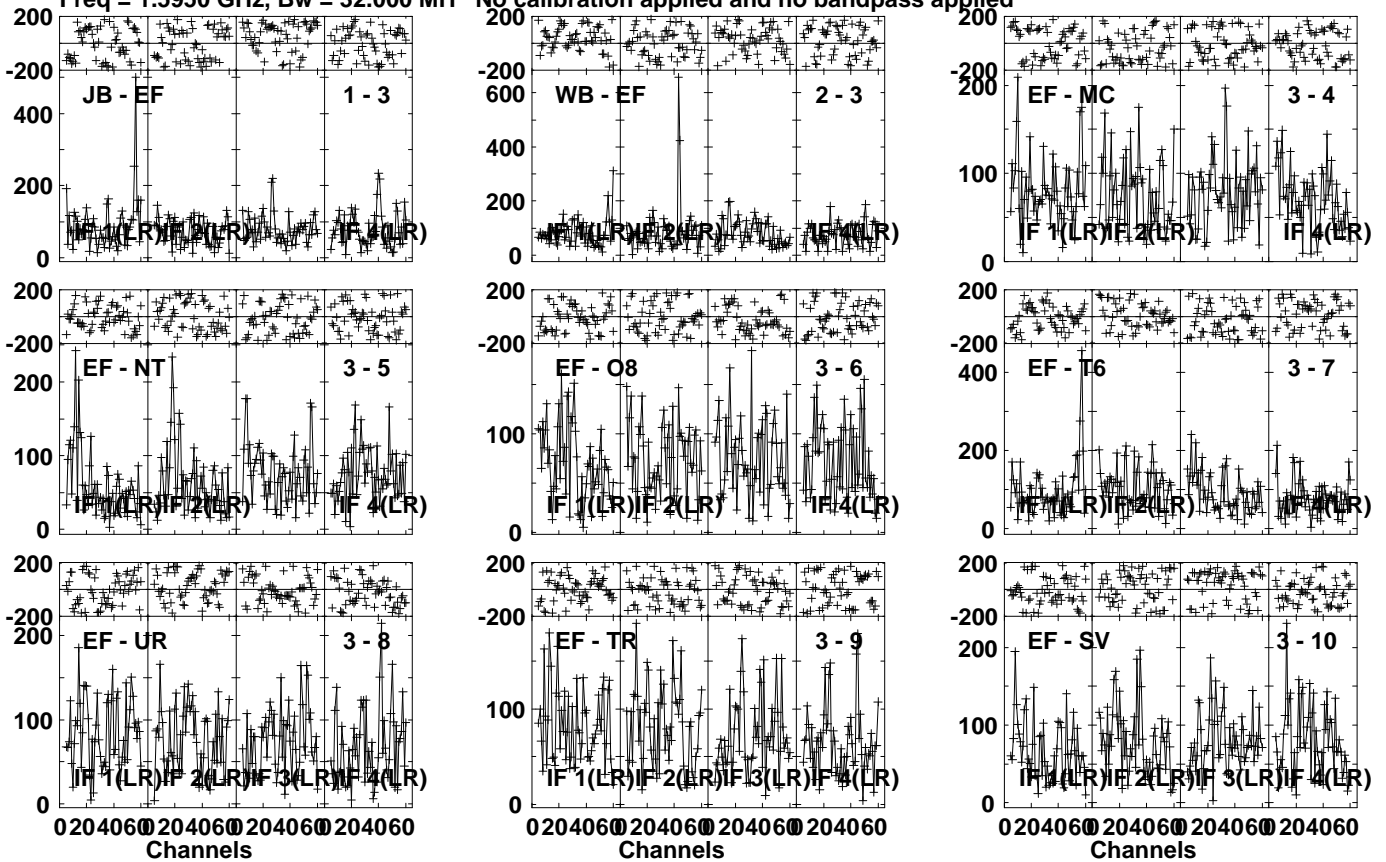 Freq = 1.5950 GHz, Bw = 32.000 MH No calibration applied and no bandpass applied
200
-200
JB - EF 1 - 3
400
200
0
IF 1(LR) IF 2(LR) IF 4(LR)
200
-200
WB - EF 2 - 3
600
400
200
0
IF 1(LR) IF 2(LR) IF 4(LR)
200
-200
200
EF - MC 3 - 4
100
0
IF 1(LR) IF 2(LR) IF 4(LR)
200
-200
EF - NT 3 - 5
200
100
0
IF 1(LR) IF 2(LR) IF 4(LR)
200
-200
EF - O8 3 - 6
100
0
IF 1(LR) IF 2(LR) IF 4(LR)
200
-200
EF - T6 3 - 7
400
200
0
IF 1(LR) IF 2(LR) IF 4(LR)
200
-200
200
EF - UR 3 - 8
100
0
IF 1(LR) IF 2(LR) IF 3(LR) IF 4(LR)
0 20 40 60 0 20 40 60 0 20 40 60 0 20 40 60
Channels
200
-200
EF - TR 3 - 9
100
0
IF 1(LR) IF 2(LR) IF 3(LR) IF 4(LR)
0 20 40 60 0 20 40 60 0 20 40 60 0 20 40 60
Channels
200
-200
EF - SV 3 - 10
200
100
0
IF 1(LR) IF 2(LR) IF 3(LR) IF 4(LR)
0 20 40 60 0 20 40 60 0 20 40 60 0 20 40 60
Channels